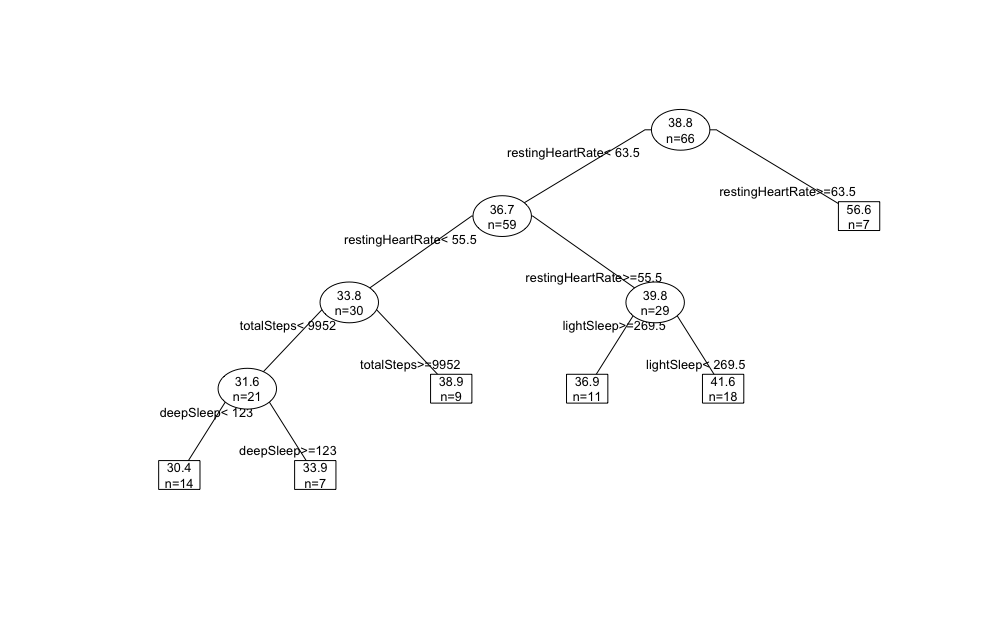 38.8
n=66
restingHeartRate< 63.5
restingHeartRate>=63.5
56.6
n=7
36.7
n=59
restingHeartRate< 55.5
restingHeartRate>=55.5
33.8
n=30
39.8
n=29
totalSteps< 9952
lightSleep>=269.5
totalSteps>=9952
lightSleep< 269.5
31.6
n=21
38.9
n=9
36.9
n=11
41.6
n=18
deepSleep< 123
deepSleep>=123
30.4
n=14
33.9
n=7